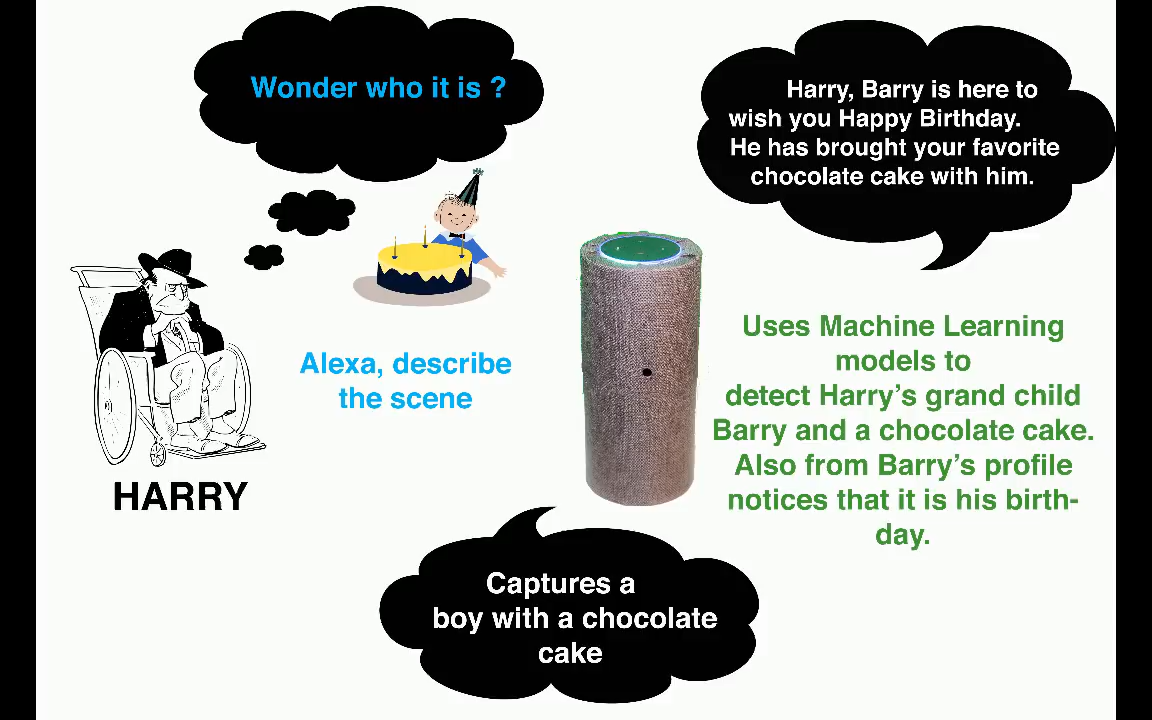 Wonder who it is ?
Harry, Barry is here to
wish you Happy Birthday.
He has brought your favorite
chocolate cake with him.
Alexa, describe
the scene
Uses Machine Learning
models to
detect Harry's grand child
Barry and a chocolate cake.
Also from Barry's profile
notices that it is his birth-
day.
HARRY
Captures a
boy with a chocolate
cake